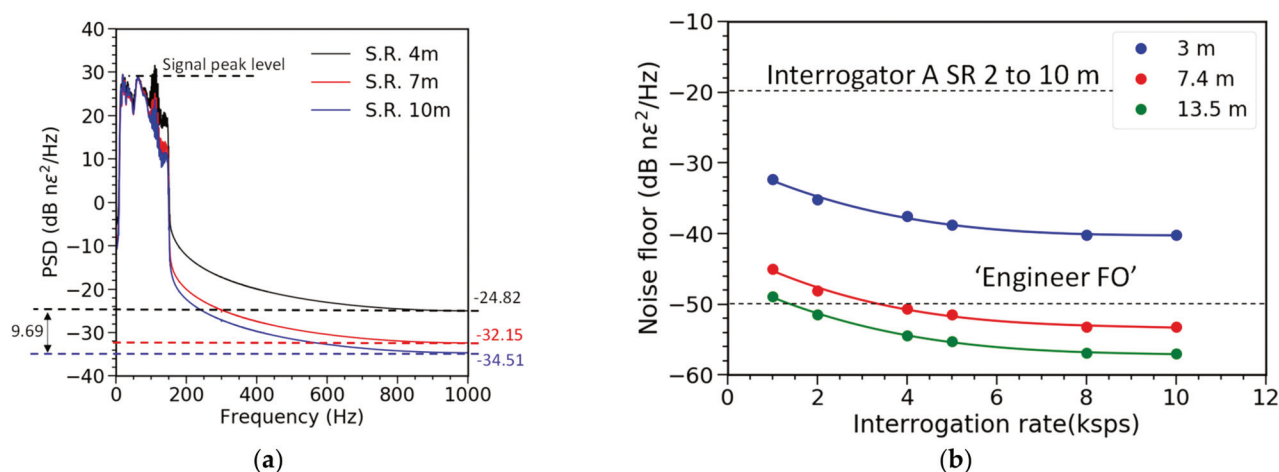 40
30
20
10
0
−10
−20
−30
−40
PSD (dB nε²/Hz)
Signal peak level
S.R. 4m
S.R. 7m
S.R. 10m
-24.82
-32.15
-34.51
9.69
0 200 400 600 800 1000
Frequency (Hz)
(a)
−10
−20
−30
−40
−50
−60
Noise floor (dB nε²/Hz)
3 m
7.4 m
13.5 m
Interrogator A SR 2 to 10 m
‘Engineer FO’
0 2 4 6 8 10 12
Interrogation rate(ksps)
(b)